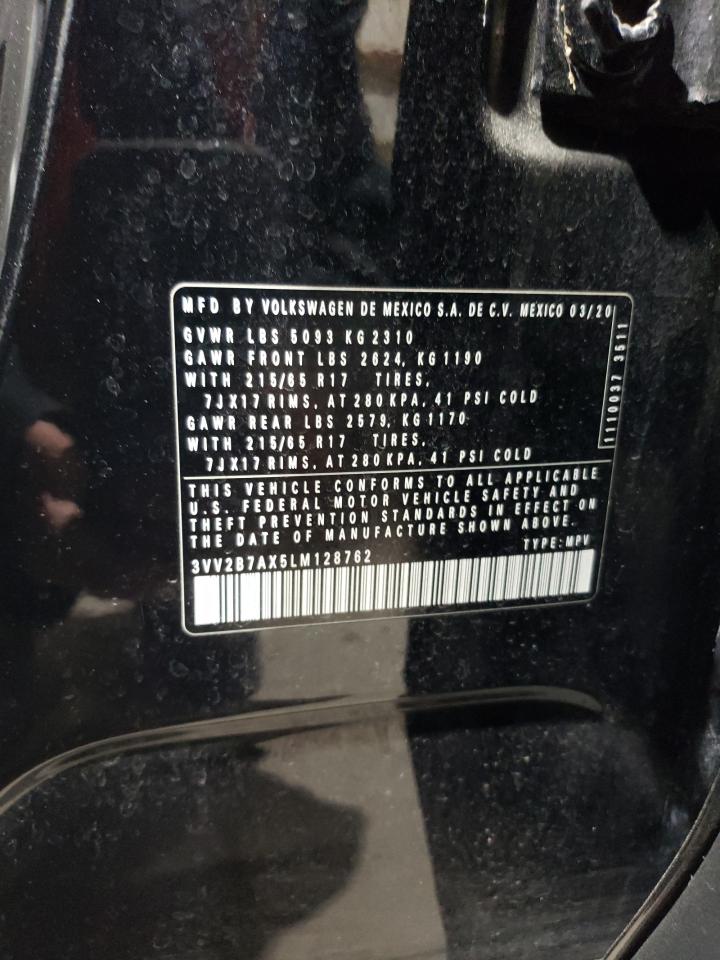 MFD BY VOLKSWAGEN DE MEXICO S.A. DE C.V. MEXICO 03/20
GVWR LBS 5093 KG 2310
GAWR FRONT LBS 2624, KG 1190
WITH 215/65 R17 TIRES,
7JX17 RIMS, AT 280 KPA, 41 PSI COLD
GAWR REAR LBS 2579, KG 1170
WITH 215/65 R17 TIRES,
7JX17 RIMS, AT 280 KPA, 41 PSI COLD
1110037 3511
THIS VEHICLE CONFORMS TO ALL APPLICABLE
U.S. FEDERAL MOTOR VEHICLE SAFETY AND
THEFT PREVENTION STANDARDS IN EFFECT ON
THE DATE OF MANUFACTURE SHOWN ABOVE.
3VV2B7AX5LM128762 TYPE: MPV